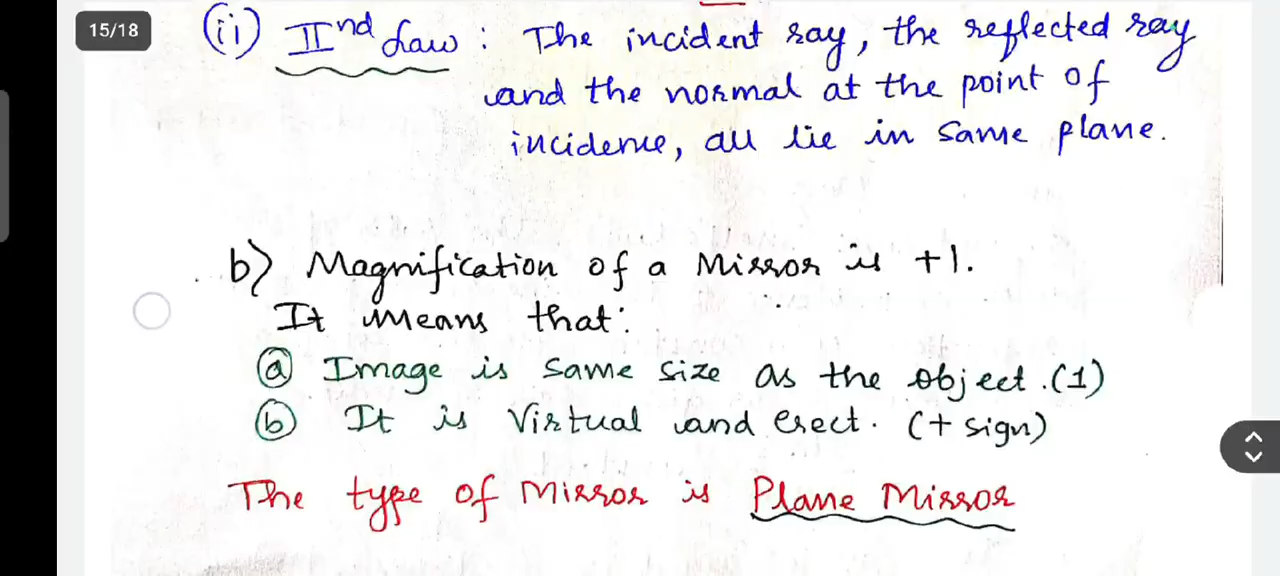 15/18
(ii) IInd Law : The incident ray, the reflected ray
and the normal at the point of
incidence, all lie in same plane.
b) Magnification of a Mirror is +1.
It means that:
(a) Image is same size as the object. (1)
(b) It is Virtual and erect. (+ sign)
The type of Mirror is Plane Mirror